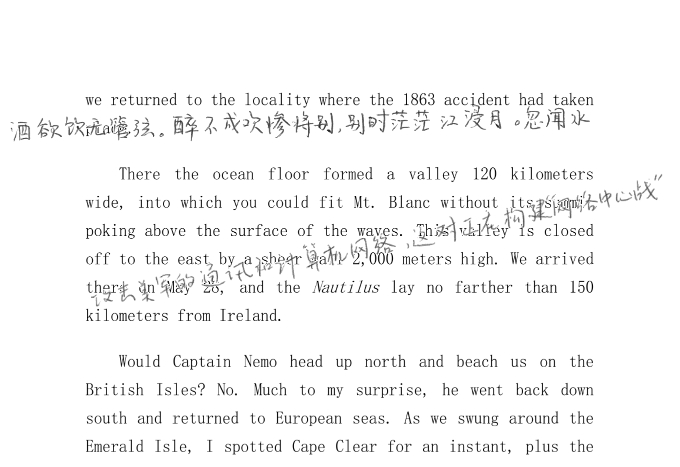 we returned to the locality where the 1863 accident had taken
酒欲饮无管弦。醉不成欢惨将别,别时茫茫江浸月。忽闻水
There the ocean floor formed a valley 120 kilometers
wide, into which you could fit Mt. Blanc without its summit
poking above the surface of the waves. This valley is closed
off to the east by a sheer wall 2,000 meters high. We arrived
there on May 28, and the Nautilus lay no farther than 150
的通讯和计算机网络,这对正在构建“网络中心战”
kilometers from Ireland.
Would Captain Nemo head up north and beach us on the
British Isles? No. Much to my surprise, he went back down
south and returned to European seas. As we swung around the
Emerald Isle, I spotted Cape Clear for an instant, plus the